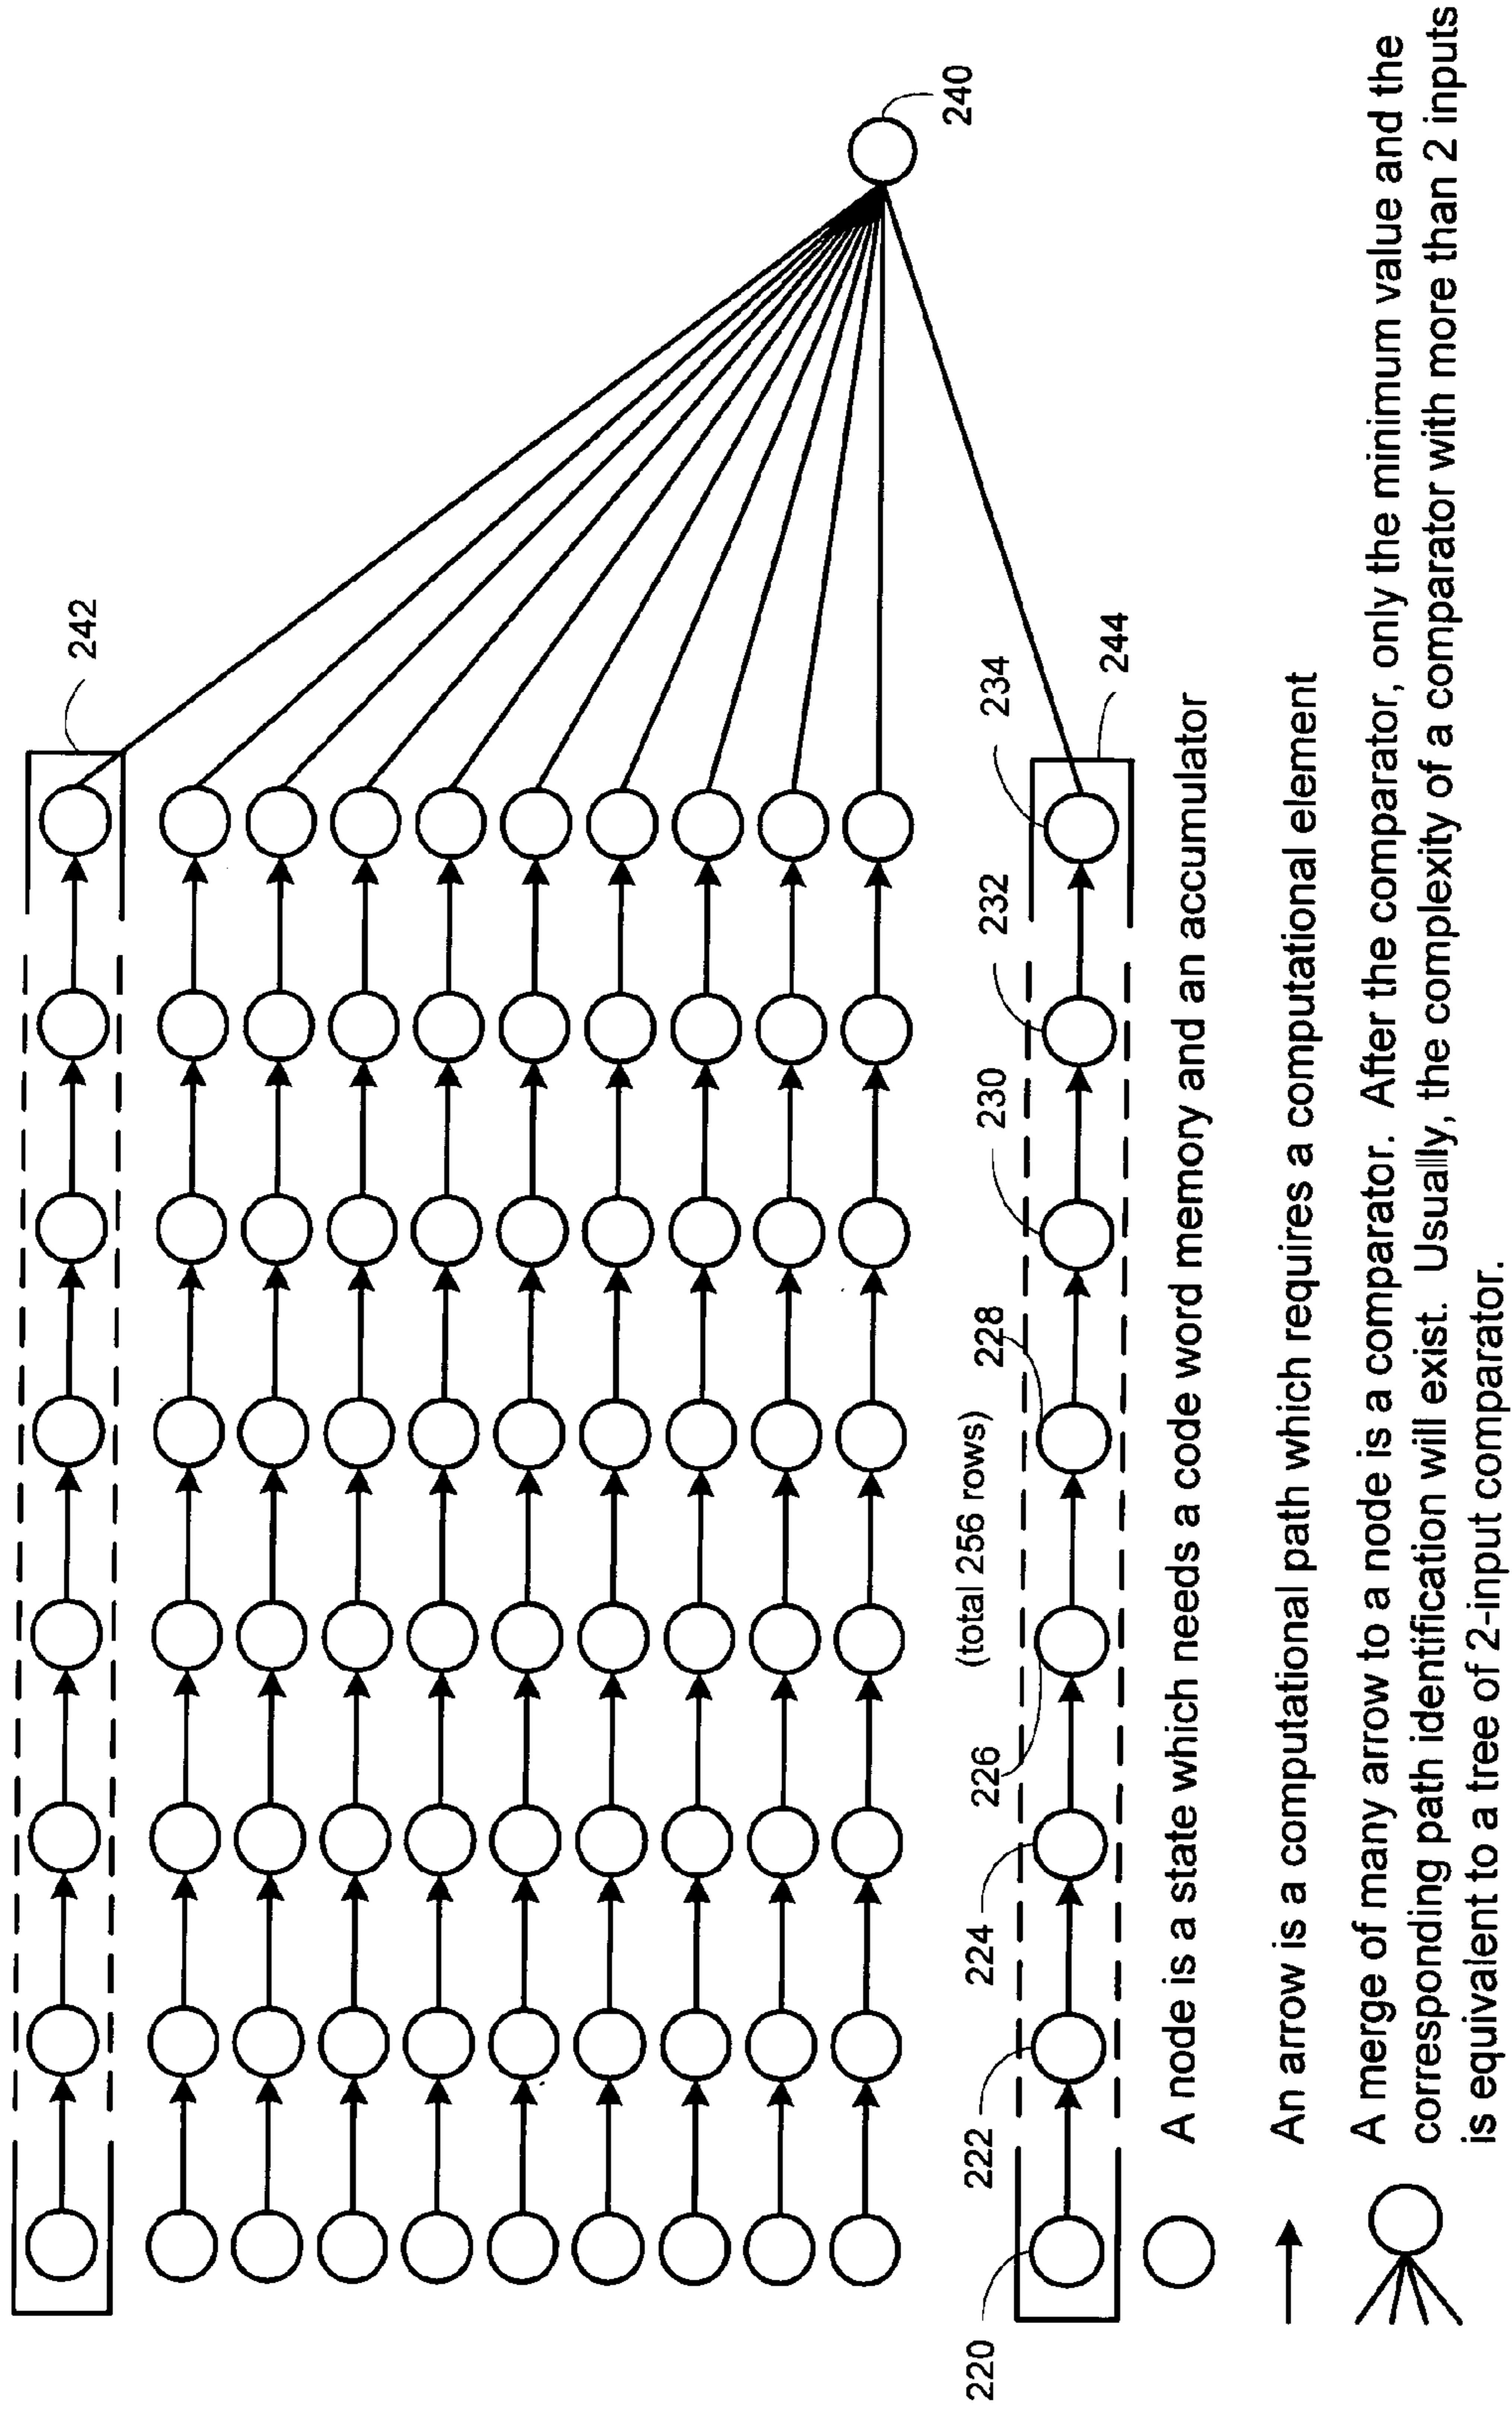 242
240
(total 256 rows)
220
222
224
226
228
230
232
234
244
A node is a state which needs a code word memory and an accumulator
An arrow is a computational path which requires a computational element
A merge of many arrow to a node is a comparator. After the comparator, only the minimum value and the
corresponding path identification will exist. Usually, the complexity of a comparator with more than 2 inputs
is equivalent to a tree of 2-input comparator.